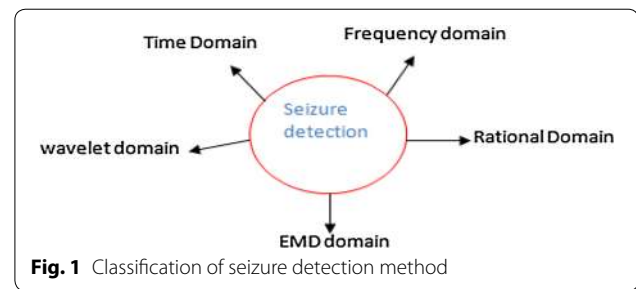 Time Domain
Frequency domain
Seizure
detection
wavelet domain
Rational Domain
EMD domain
Fig. 1 Classification of seizure detection method